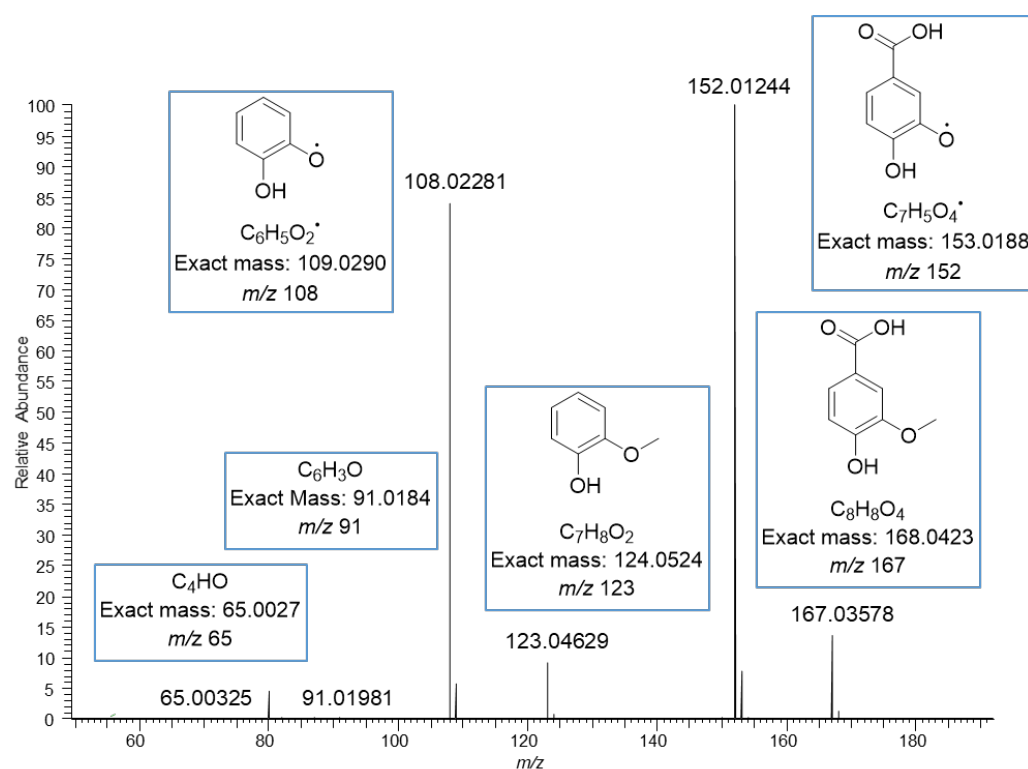 O
OH
O•
OH
C₇H₅O₄•
Exact mass: 153.0188
m/z 152
152.01244
O•
OH
C₆H₅O₂•
Exact mass: 109.0290
m/z 108
108.02281
O
OH
O
OH
C₈H₈O₄
Exact mass: 168.0423
m/z 167
167.03578
O
OH
C₇H₈O₂
Exact mass: 124.0524
m/z 123
123.04629
C₆H₃O
Exact Mass: 91.0184
m/z 91
C₄HO
Exact mass: 65.0027
m/z 65
65.00325
91.01981
Relative Abundance
100
95
90
85
80
75
70
65
60
55
50
45
40
35
30
25
20
15
10
5
0
60
80
100
120
140
160
180
m/z